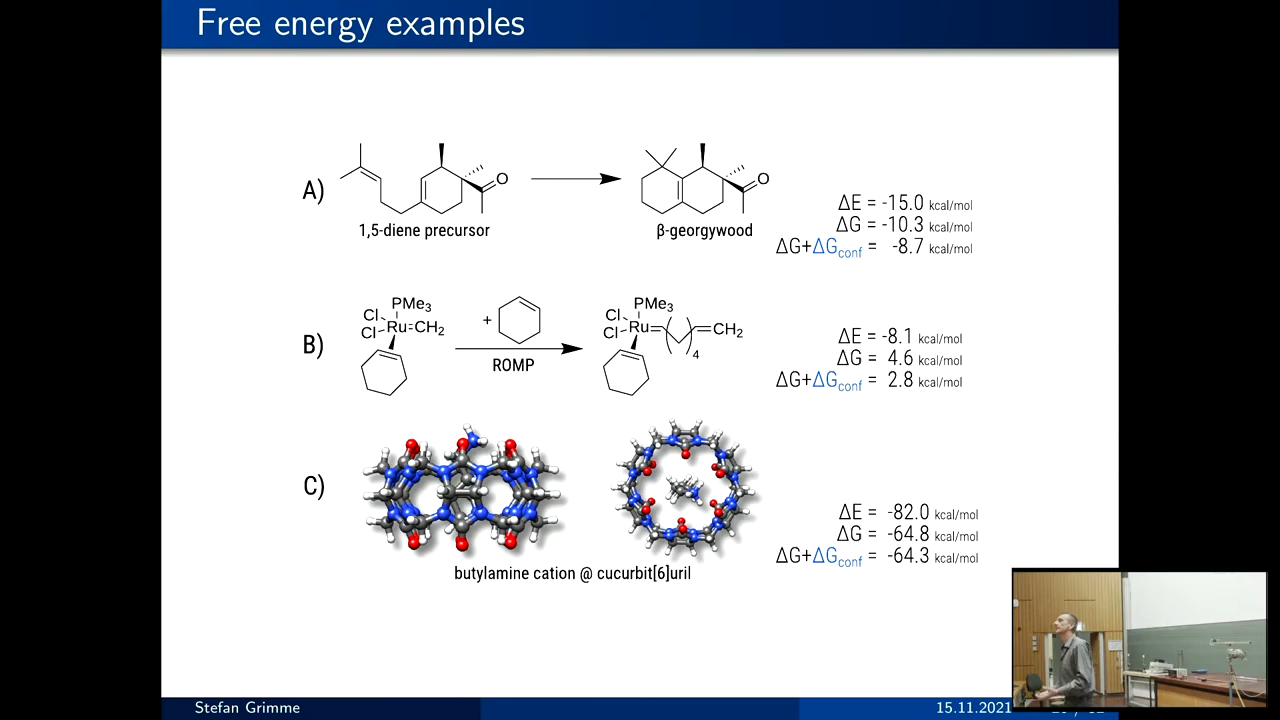 Free energy examples
A)
O
O
1,5-diene precursor
β-georgywood
ΔE = -15.0 kcal/mol
ΔG = -10.3 kcal/mol
ΔG+ΔGconf = -8.7 kcal/mol
B)
PMe3
Cl
Cl
Ru
CH2
+
ROMP
PMe3
Cl
Cl
Ru
4
CH2
ΔE = -8.1 kcal/mol
ΔG = 4.6 kcal/mol
ΔG+ΔGconf = 2.8 kcal/mol
C)
ΔE = -82.0 kcal/mol
ΔG = -64.8 kcal/mol
ΔG+ΔGconf = -64.3 kcal/mol
butylamine cation @ cucurbit[6]uril
Stefan Grimme
15.11.2021